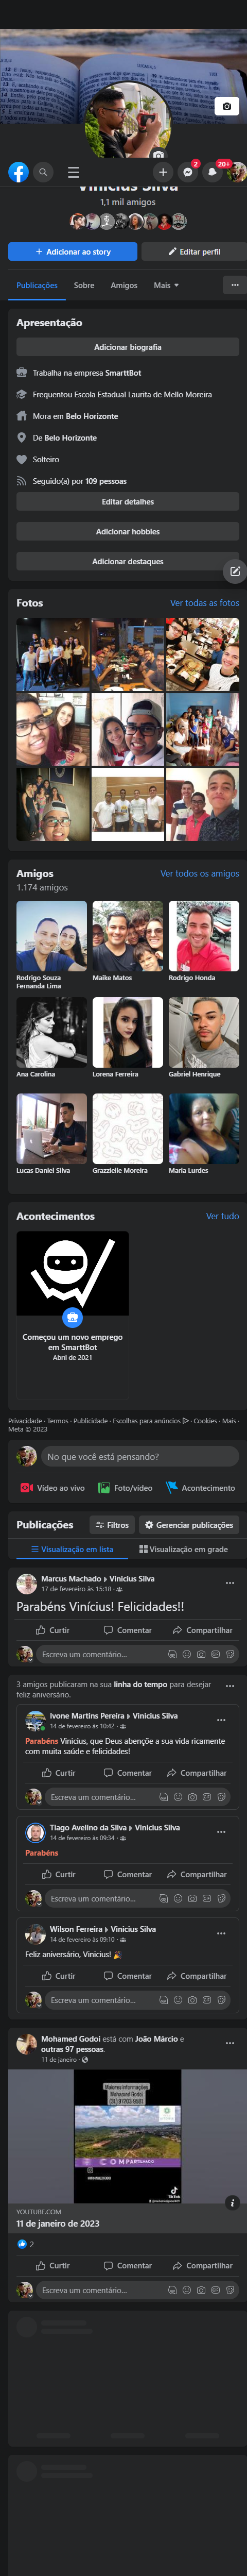 2
20+
Vinicius Silva
1,1 mil amigos
Adicionar ao story
Editar perfil
Publicações
Sobre
Amigos
Mais
Apresentação
Adicionar biografia
Trabalha na empresa SmarttBot
Frequentou Escola Estadual Laurita de Mello Moreira
Mora em Belo Horizonte
De Belo Horizonte
Solteiro
Seguido(a) por 109 pessoas
Editar detalhes
Adicionar hobbies
Adicionar destaques
Fotos
Ver todas as fotos
Amigos
Ver todos os amigos
1.174 amigos
Rodrigo Souza
Fernanda Lima
Maike Matos
Rodrigo Honda
Ana Carolina
Lorena Ferreira
Gabriel Henrique
Lucas Daniel Silva
Grazzielle Moreira
Maria Lurdes
Acontecimentos
Ver tudo
Começou um novo emprego
em SmarttBot
Abril de 2021
Privacidade · Termos · Publicidade · Escolhas para anúncios · Cookies · Mais ·
Meta © 2023
No que você está pensando?
Vídeo ao vivo
Foto/vídeo
Acontecimento
Publicações
Filtros
Gerenciar publicações
Visualização em lista
Visualização em grade
Marcus Machado
Vinicius Silva
17 de fevereiro às 15:18 ·
Parabéns Vinícius! Felicidades!!
Curtir
Comentar
Compartilhar
Escreva um comentário...
3 amigos publicaram na sua linha do tempo para desejar
feliz aniversário.
Ivone Martins Pereira
Vinicius Silva
14 de fevereiro às 10:42 ·
Parabéns Vinicius, que Deus abençõe a sua vida ricamente
com muita saúde e felicidades!
Curtir
Comentar
Compartilhar
Escreva um comentário...
Tiago Avelino da Silva
Vinicius Silva
14 de fevereiro às 09:34 ·
Parabéns
Curtir
Comentar
Compartilhar
Escreva um comentário...
Wilson Ferreira
Vinicius Silva
14 de fevereiro às 09:10 ·
Feliz aniversário, Vinicius! 🎉
Curtir
Comentar
Compartilhar
Escreva um comentário...
Mohamed Godoi está com João Márcio e
outras 97 pessoas.
11 de janeiro ·
TikTok
YOUTUBE.COM
11 de janeiro de 2023
2
Curtir
Comentar
Compartilhar
Escreva um comentário...